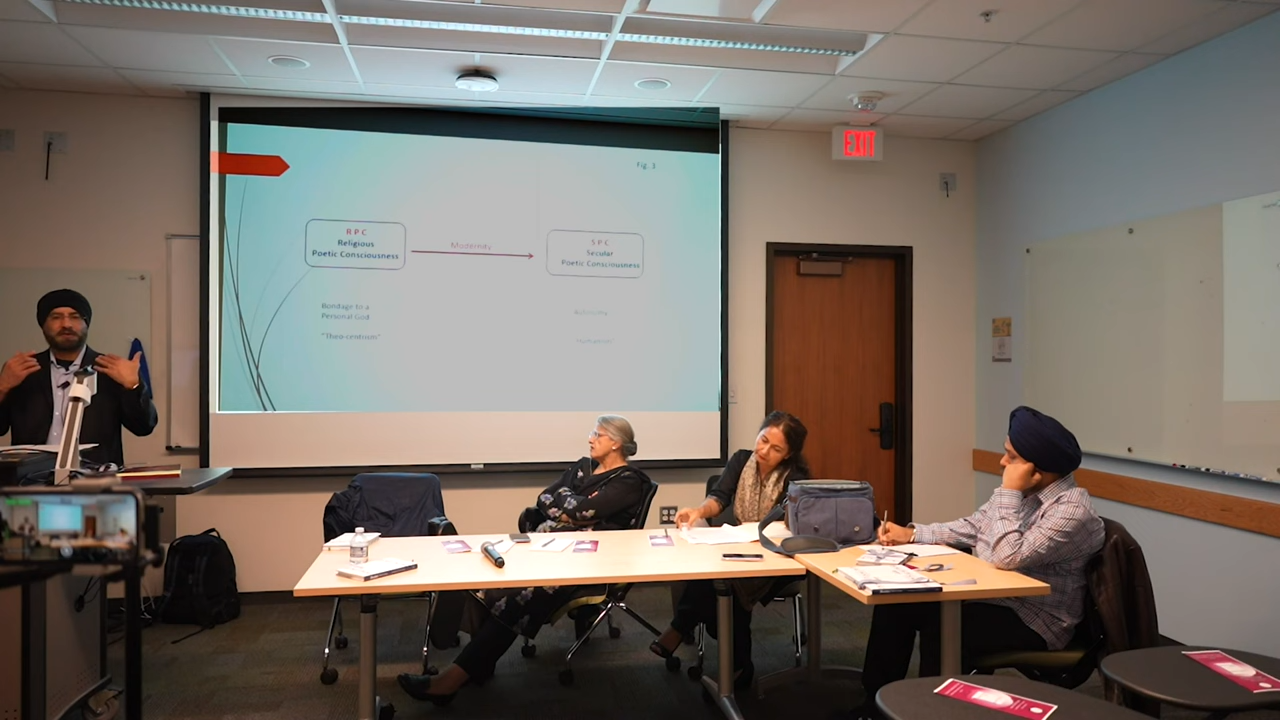 Fig. 3
R P C
Religious
Poetic Consciousness
Modernity
S P C
Secular
Poetic Consciousness
Bondage to a
Personal God
"Theo-centrism"
EXIT